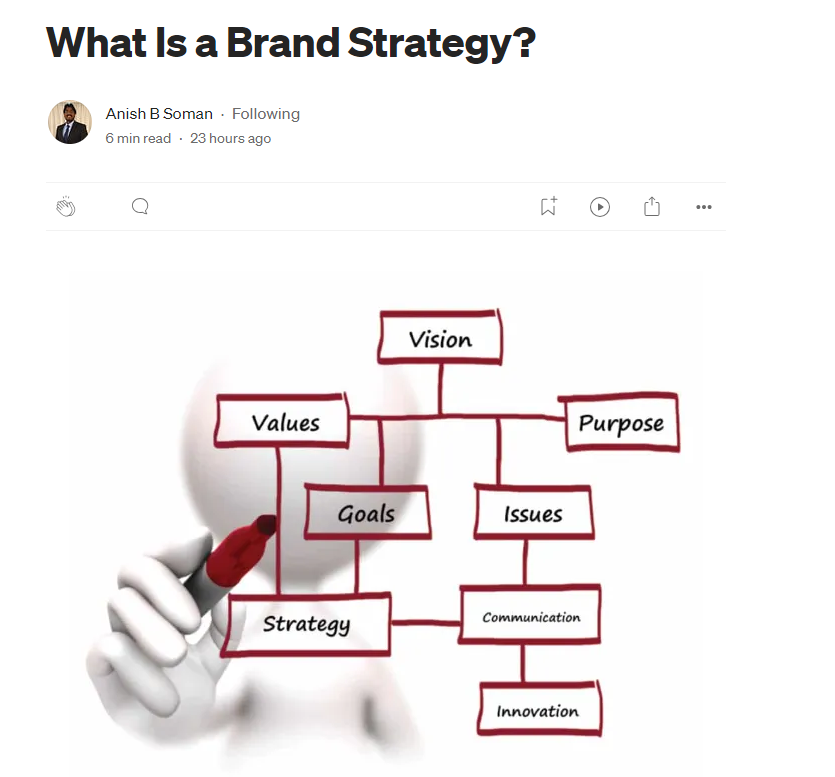 What Is a Brand Strategy?
Anish B Soman · Following
6 min read · 23 hours ago
Vision
Values
Purpose
Goals
Issues
Strategy
Communication
Innovation